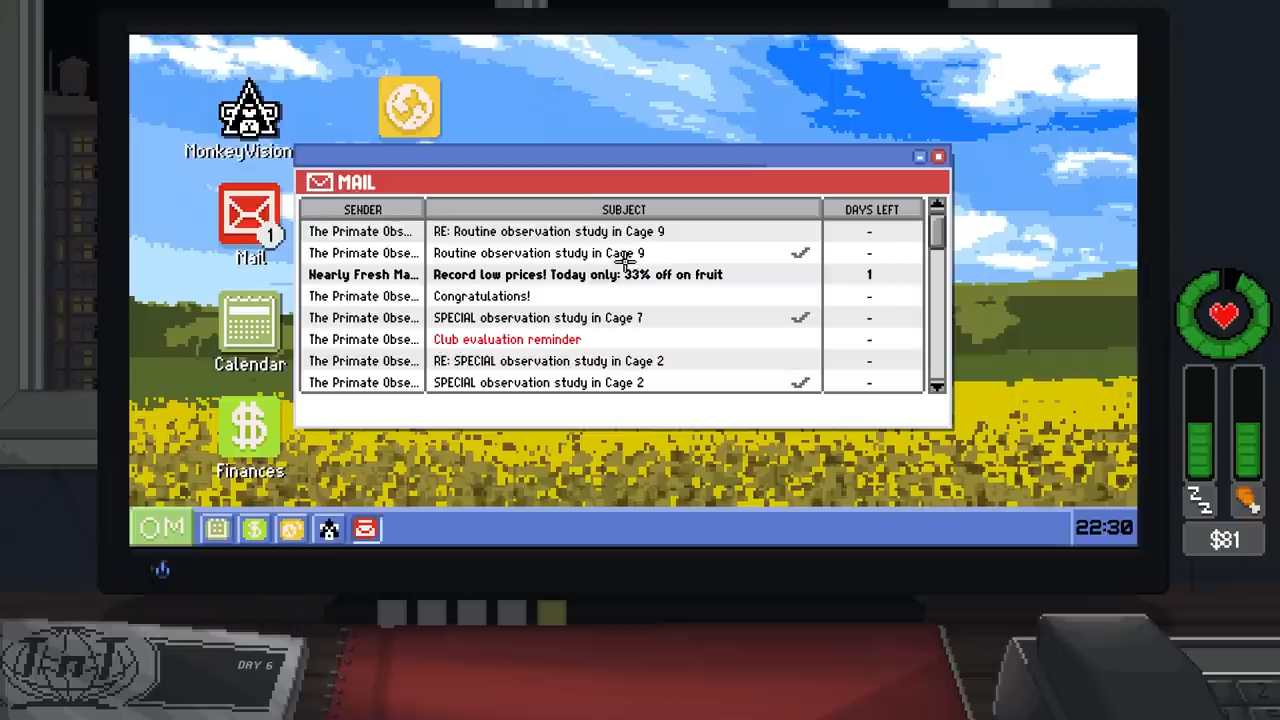 MonkeyVision
Mail
1
Calendar
Finances
MAIL
SENDER SUBJECT DAYS LEFT
The Primate Obs... RE: Routine observation study in Cage 9 -
The Primate Obse... Routine observation study in Cage 9 -
Nearly Fresh Ma... Record low prices! Today only: 33% off on fruit 1
The Primate Obse... Congratulations! -
The Primate Obse... SPECIAL observation study in Cage 7 -
The Primate Obse... Club evaluation reminder -
The Primate Obse... RE: SPECIAL observation study in Cage 2 -
The Primate Obse... SPECIAL observation study in Cage 2 -
OM
22:30
$81
TnT
DAY 6